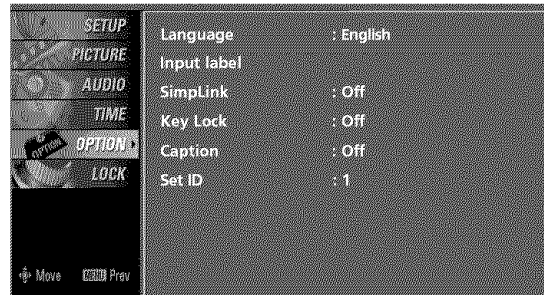 SETUP
PICTURE
AUDIO
TIME
OPTION
LOCK
Move MENU Prev
Language : English
Input label
SimpLink : Off
Key Lock : Off
Caption : Off
Set ID : 1
OPTION